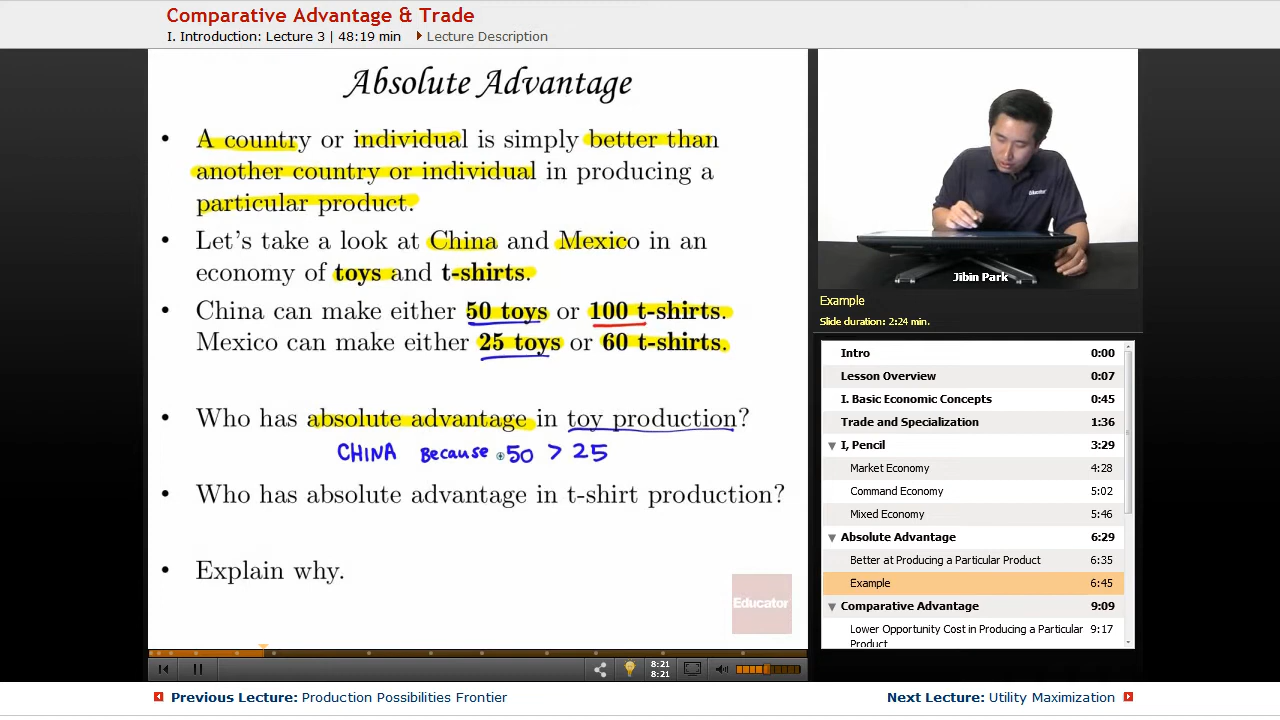 Comparative Advantage & Trade
I. Introduction: Lecture 3 | 48:19 min
Lecture Description
Absolute Advantage
• A country or individual is simply better than
another country or individual in producing a
particular product.
• Let's take a look at China and Mexico in an
economy of toys and t-shirts.
• China can make either 50 toys or 100 t-shirts.
Mexico can make either 25 toys or 60 t-shirts.
• Who has absolute advantage in toy production?
CHINA Because 50 > 25
• Who has absolute advantage in t-shirt production?
• Explain why.
Educator
Educator
Jibin Park
Example
Slide duration: 2:24 min.
Intro 0:00
Lesson Overview 0:07
I. Basic Economic Concepts 0:45
Trade and Specialization 1:36
I, Pencil 3:29
Market Economy 4:28
Command Economy 5:02
Mixed Economy 5:46
Absolute Advantage 6:29
Better at Producing a Particular Product 6:35
Example 6:45
Comparative Advantage 9:09
Lower Opportunity Cost in Producing a Particular 9:17
Product
8:21
8:21
Previous Lecture: Production Possibilities Frontier
Next Lecture: Utility Maximization